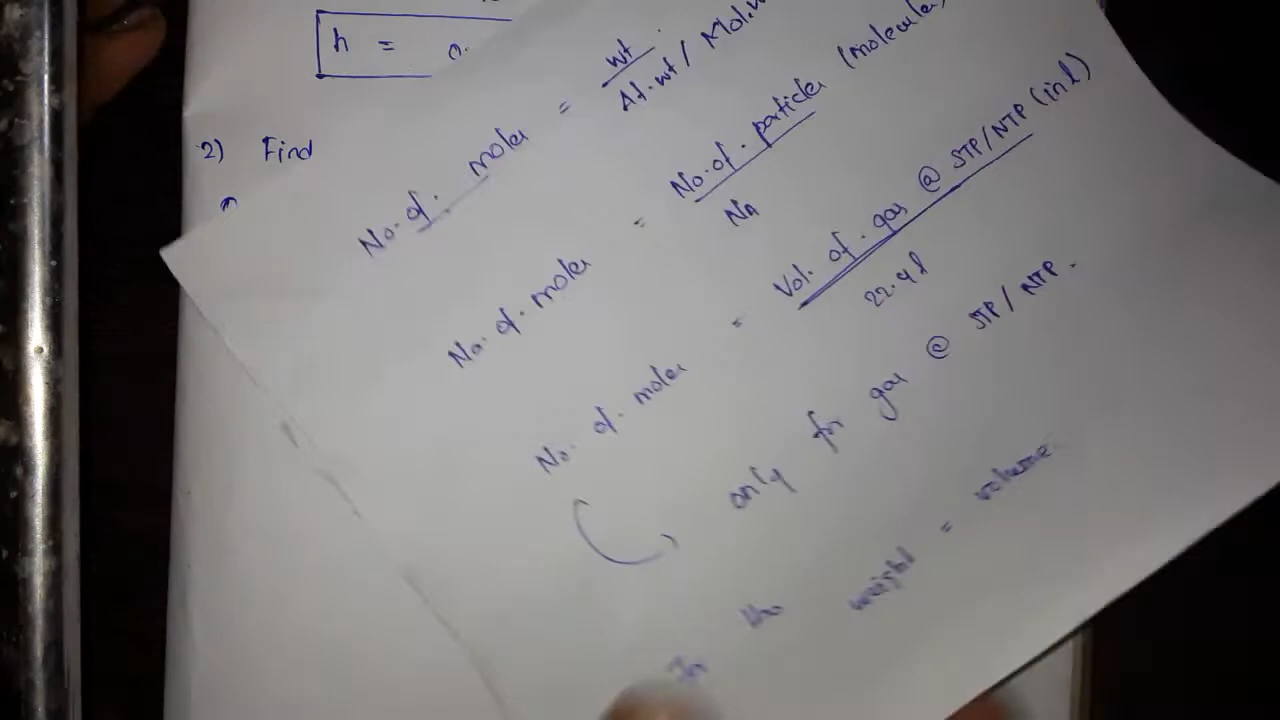 n =
2) Find
No. of. moles = wt / At. wt / Mol. w
No. of. moles = No. of. particles (molecules) / NA
No. of. moles = Vol. of. gas @ STP/NTP (in l) / 22.4 l
only for gas @ STP / NTP.
weight = volume